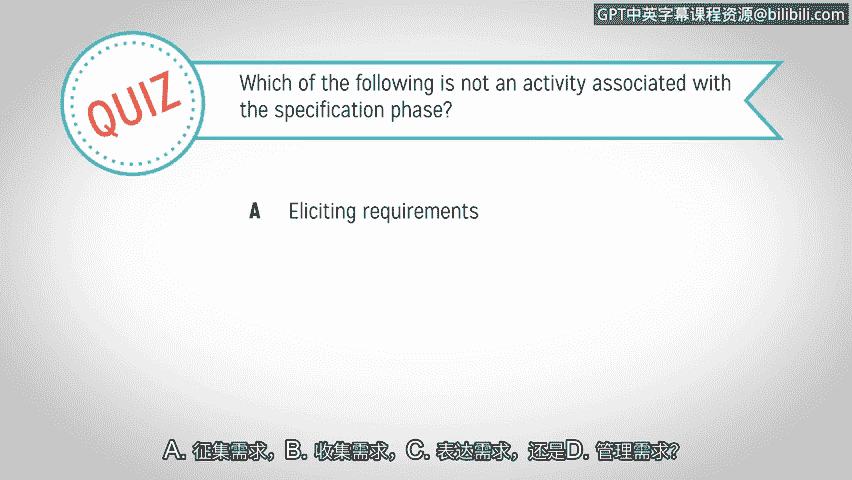 GPT中英字幕课程资源@bilibili.com
QUIZ
Which of the following is not an activity associated with
the specification phase?
A Eliciting requirements
A. 征集需求，B. 收集需求，C. 表达需求，还是D. 管理需求？